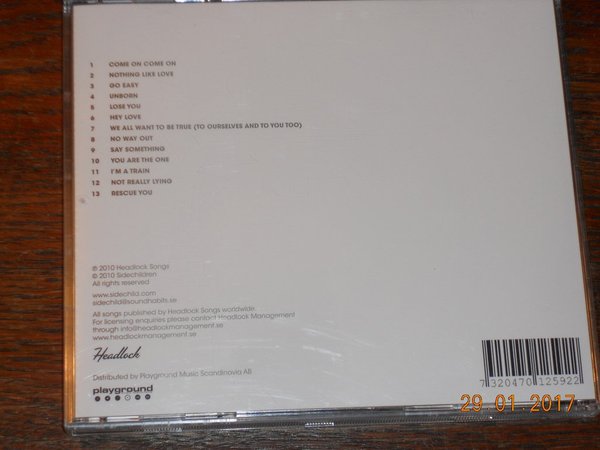 1 COME ON COME ON
2 NOTHING LIKE LOVE
3 GO EASY
4 UNBORN
5 LOSE YOU
6 HEY LOVE
7 WE ALL WANT TO BE TRUE (TO OURSELVES AND TO YOU TOO)
8 NO WAY OUT
9 SAY SOMETHING
10 YOU ARE THE ONE
11 I'M A TRAIN
12 NOT REALLY LYING
13 RESCUE YOU
℗ 2010 Headlock Songs
© 2010 Sidechildren
All rights reserved
www.sidechild.com
sidechild@soundhabits.se
All songs published by Headlock Songs worldwide.
For licensing enquiries please contact Headlock Management
through info@headlockmanagement.se
www.headlockmanagement.se
Headlock
Distributed by Playground Music Scandinavia AB
playground
7 320470 125922
29 01 2017